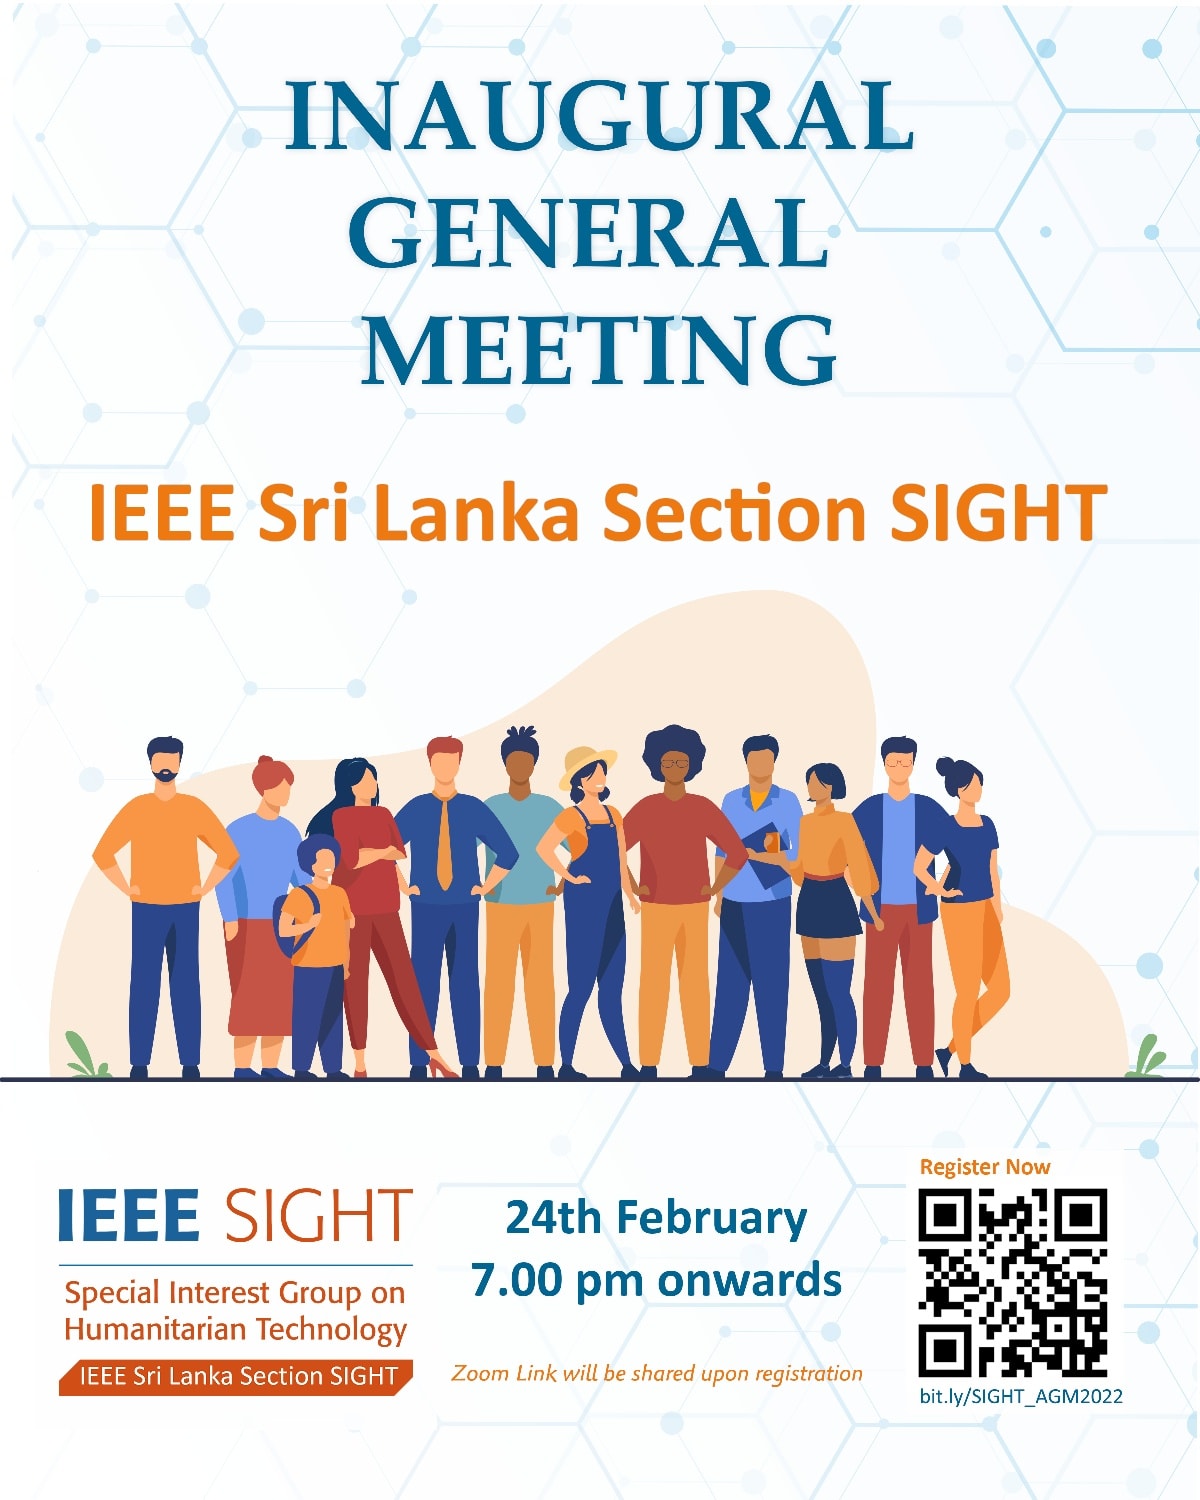 INAUGURAL
GENERAL
MEETING
IEEE Sri Lanka Section SIGHT
IEEE SIGHT
Special Interest Group on
Humanitarian Technology
IEEE Sri Lanka Section SIGHT
24th February
7.00 pm onwards
Zoom Link will be shared upon registration
Register Now
bit.ly/SIGHT_AGM2022